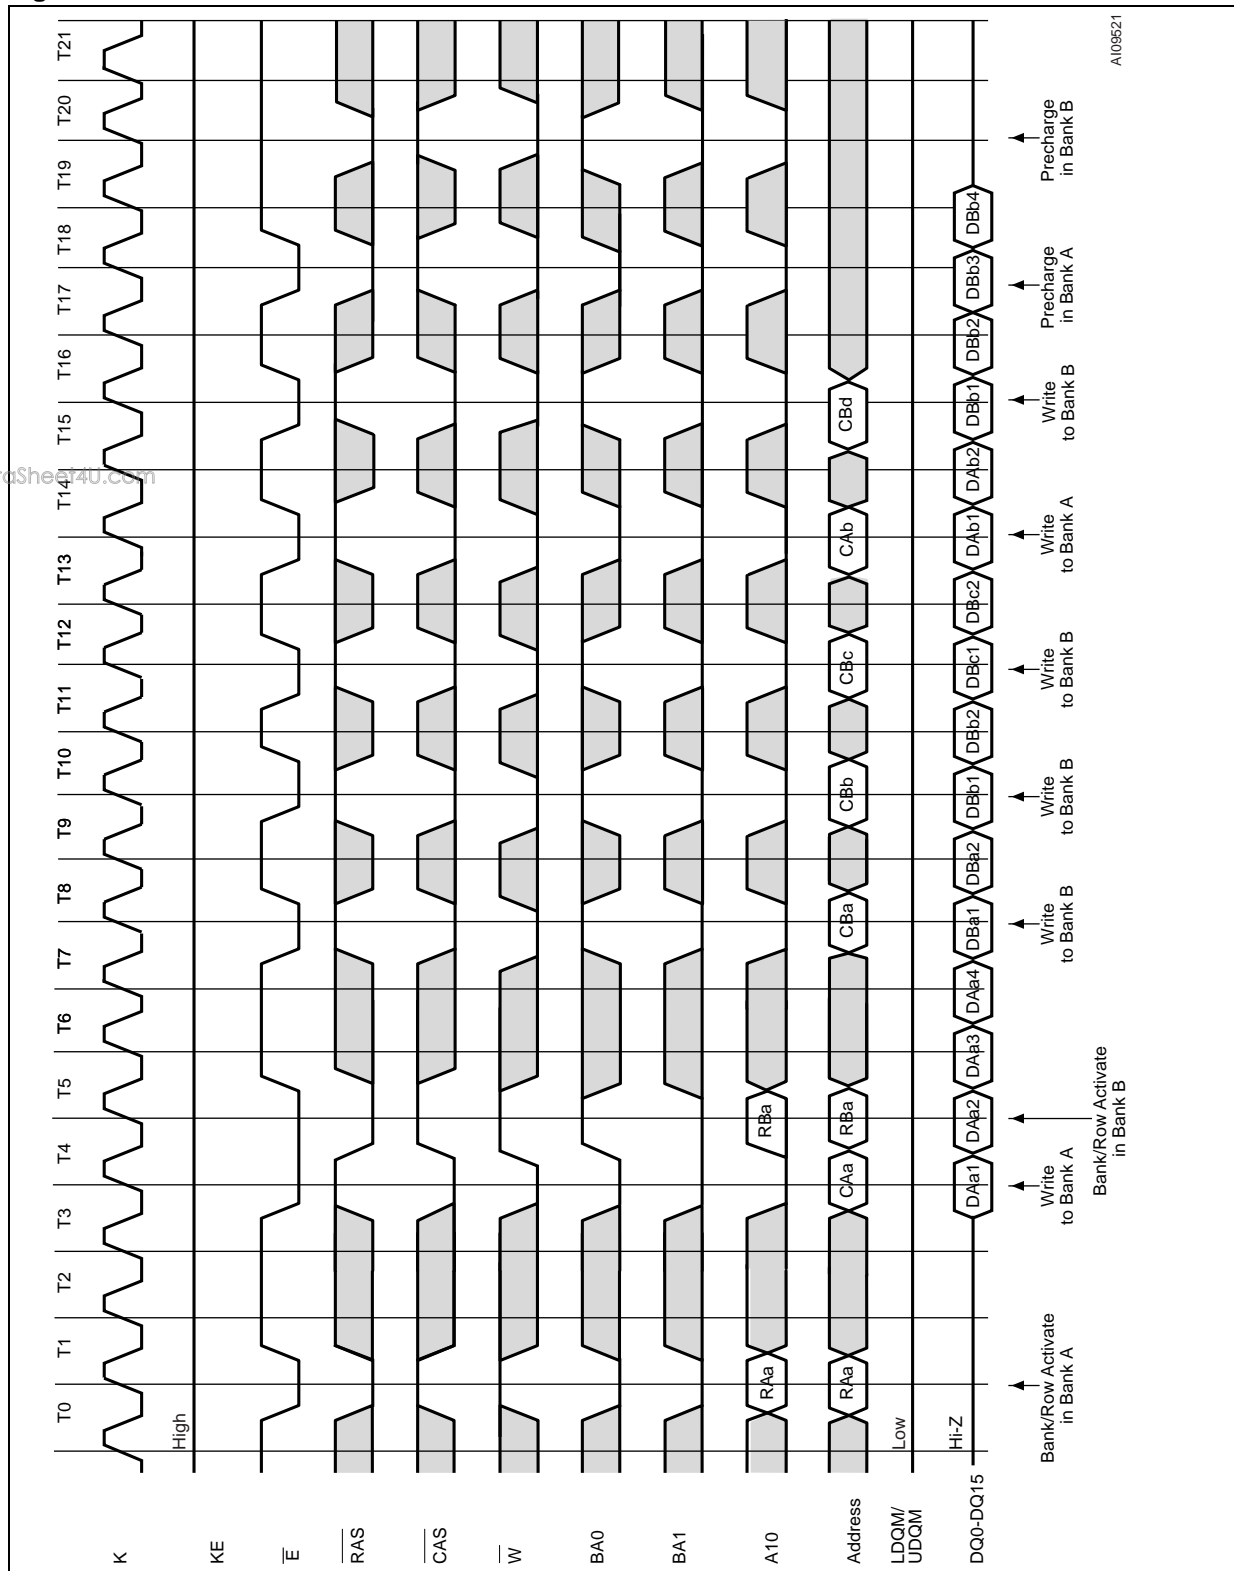 T0 T1 T2 T3 T4 T5 T6 T7 T8 T9 T10 T11 T12 T13 T14 T15 T16 T17 T18 T19 T20 T21
K
KE High
E
RAS
CAS
W
BA0
BA1
A10 RAa RBa
Address RAa CAa RBa CBa CBb CBc CAb CBd
LDQM/
UDQM Low
DQ0-DQ15 Hi-Z DAa1 DAa2 DAa3 DAa4 DBa1 DBa2 DBb1 DBb2 DBc1 DBc2 DAb1 DAb2 DBb1 DBb2 DBb3 DBb4
Bank/Row Activate
in Bank A
Write
to Bank A
Bank/Row Activate
in Bank B
Write
to Bank B
Write
to Bank B
Write
to Bank B
Write
to Bank A
Write
to Bank B
Precharge
in Bank A
Precharge
in Bank B
AI09521
aSheet4U.com